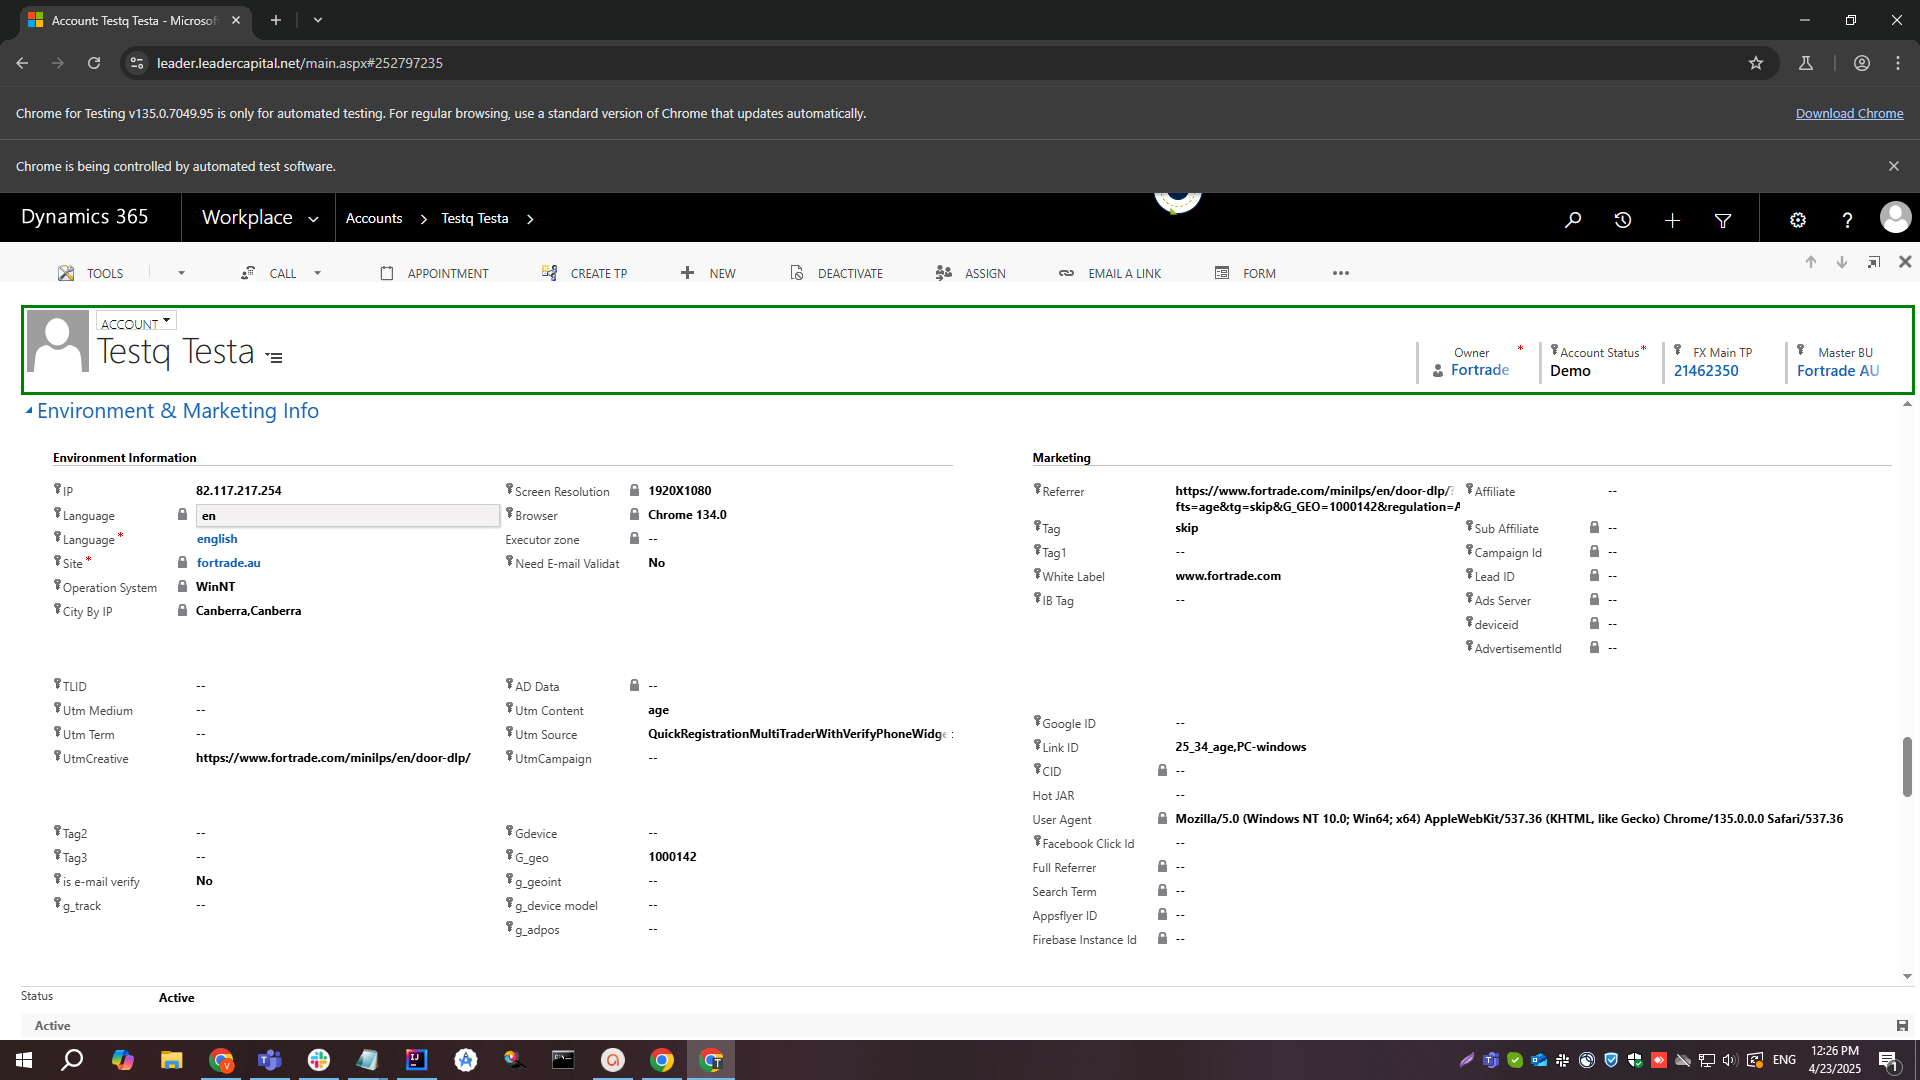 Account: Testq Testa - Microsof
leader.leadercapital.net/main.aspx#252797235
Chrome for Testing v135.0.7049.95 is only for automated testing. For regular browsing, use a standard version of Chrome that updates automatically.
Download Chrome
Chrome is being controlled by automated test software.
Dynamics 365
Workplace
Accounts
Testq Testa
TOOLS
CALL
APPOINTMENT
CREATE TP
NEW
DEACTIVATE
ASSIGN
EMAIL A LINK
FORM
ACCOUNT
Testq Testa
Owner *
Fortrade
Account Status *
Demo
FX Main TP
21462350
Master BU
Fortrade AU
Environment & Marketing Info
Environment Information
IP 82.117.217.254
Language en
Language * english
Site * fortrade.au
Operation System WinNT
City By IP Canberra,Canberra
Screen Resolution 1920X1080
Browser Chrome 134.0
Executor zone --
Need E-mail Validat No
TLID --
Utm Medium --
Utm Term --
UtmCreative https://www.fortrade.com/minilps/en/door-dlp/
AD Data --
Utm Content age
Utm Source QuickRegistrationMultiTraderWithVerifyPhoneWidge
UtmCampaign --
Tag2 --
Tag3 --
is e-mail verify No
g_track --
Gdevice --
G_geo 1000142
g_geoint --
g_device model --
g_adpos --
Marketing
Referrer https://www.fortrade.com/minilps/en/door-dlp/?
fts=age&tg=skip&G_GEO=1000142&regulation=A
Tag skip
Tag1 --
White Label www.fortrade.com
IB Tag --
Affiliate --
Sub Affiliate --
Campaign Id --
Lead ID --
Ads Server --
deviceid --
AdvertisementId --
Google ID --
Link ID 25_34_age,PC-windows
CID --
Hot JAR --
User Agent Mozilla/5.0 (Windows NT 10.0; Win64; x64) AppleWebKit/537.36 (KHTML, like Gecko) Chrome/135.0.0.0 Safari/537.36
Facebook Click Id --
Full Referrer --
Search Term --
Appsflyer ID --
Firebase Instance Id --
Status Active
Active
ENG
12:26 PM
4/23/2025
1